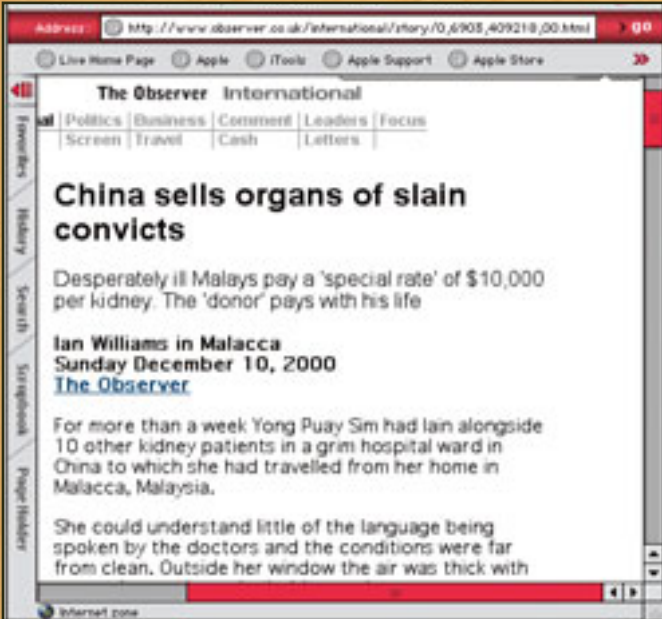 Address: http://www.observer.co.uk/international/story/0,6903,409210,00.html go
Live Home Page Apple iTools Apple Support Apple Store
The Observer International
al Politics Business Comment Leaders Focus
Screen Travel Cash Letters
Favorites
History
Search
Scrapbook
Page Holder
China sells organs of slain
convicts
Desperately ill Malays pay a 'special rate' of $10,000
per kidney. The 'donor' pays with his life
Ian Williams in Malacca
Sunday December 10, 2000
The Observer
For more than a week Yong Puay Sim had lain alongside
10 other kidney patients in a grim hospital ward in
China to which she had travelled from her home in
Malacca, Malaysia.
She could understand little of the language being
spoken by the doctors and the conditions were far
from clean. Outside her window the air was thick with
Internet zone